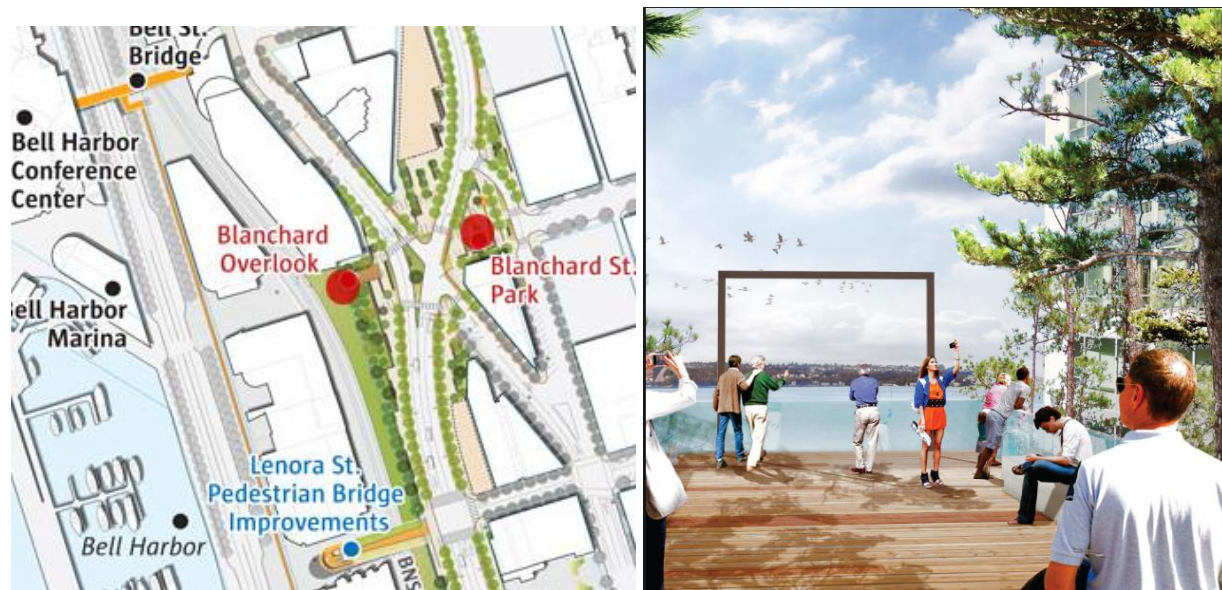 Bell St.
Bridge
Bell Harbor
Conference
Center
Blanchard
Overlook
Blanchard St.
Park
Bell Harbor
Marina
Lenora St.
Pedestrian Bridge
Improvements
Bell Harbor
BNS